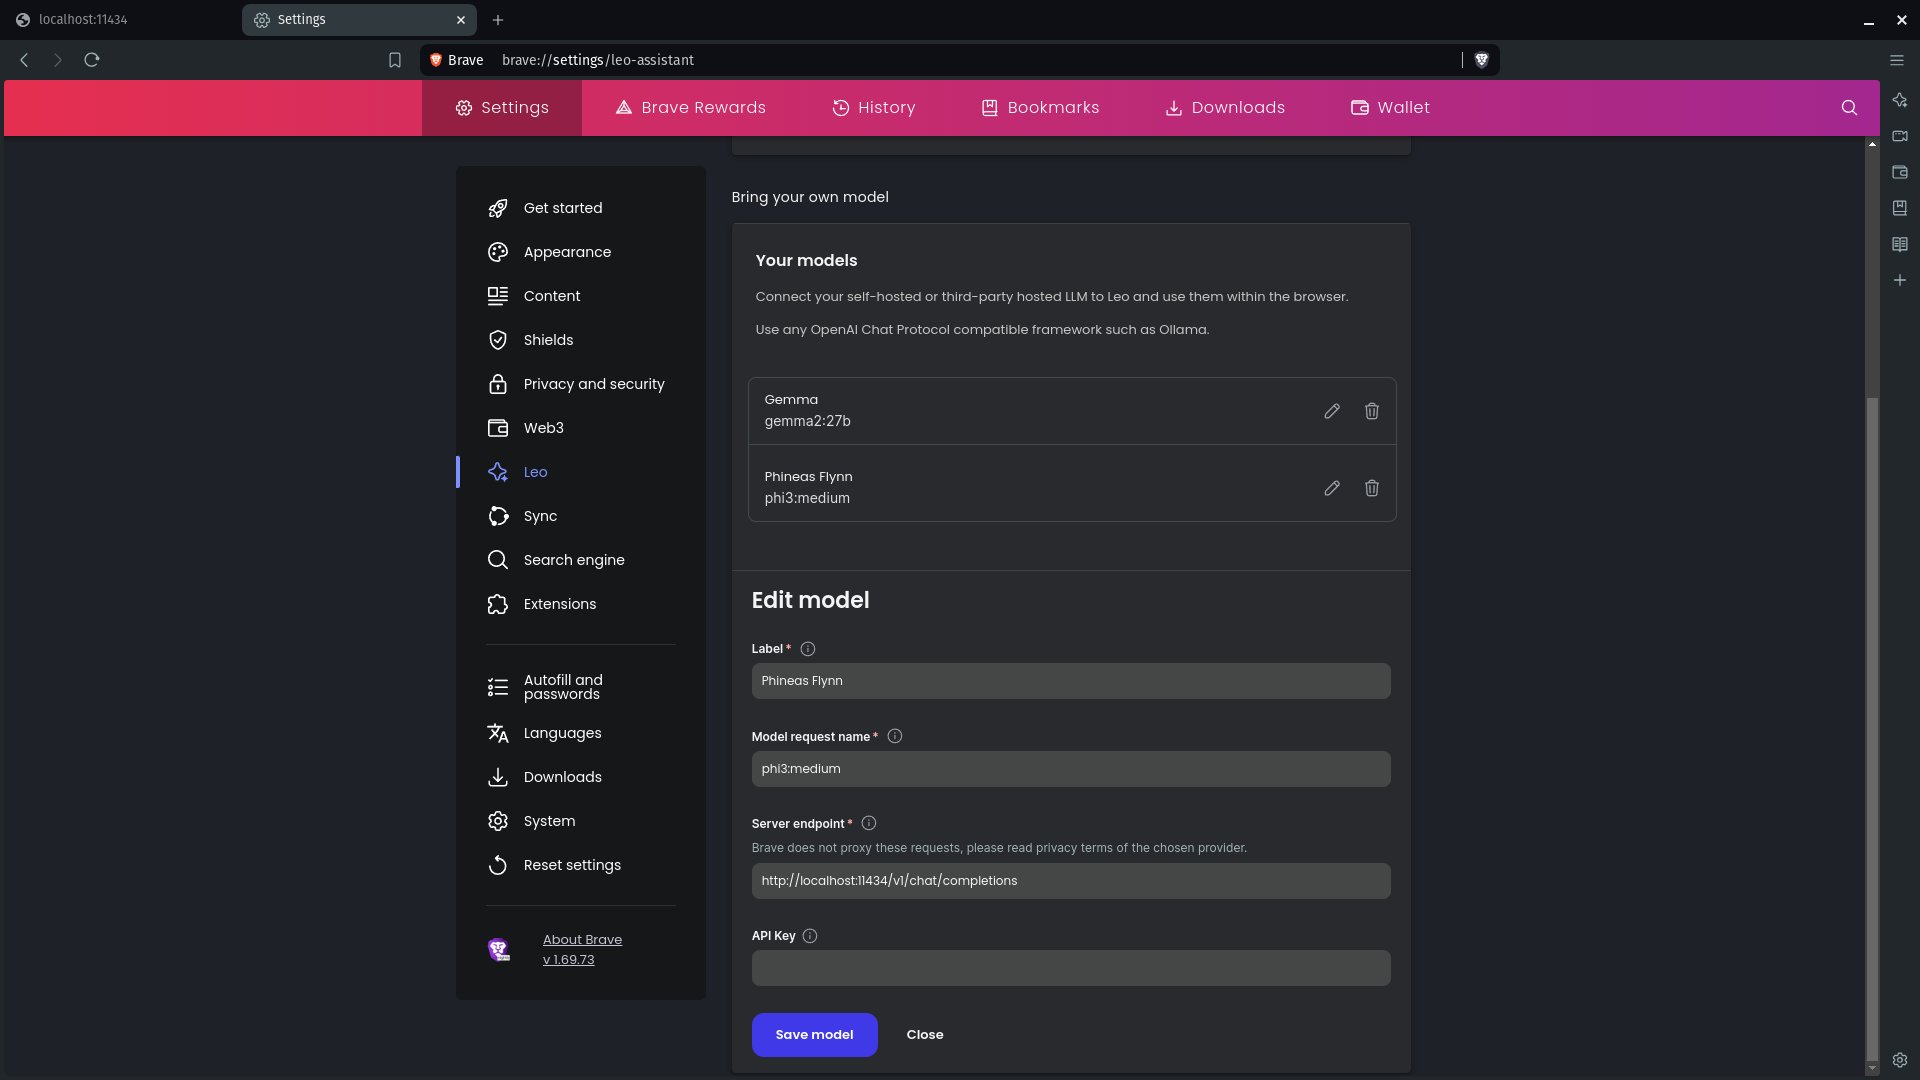 localhost:11434
Settings
Brave
brave://settings/leo-assistant
Settings
Brave Rewards
History
Bookmarks
Downloads
Wallet
Get started
Appearance
Content
Shields
Privacy and security
Web3
Leo
Sync
Search engine
Extensions
Autofill and
passwords
Languages
Downloads
System
Reset settings
About Brave
v 1.69.73
Bring your own model
Your models
Connect your self-hosted or third-party hosted LLM to Leo and use them within the browser.
Use any OpenAI Chat Protocol compatible framework such as Ollama.
Gemma
gemma2:27b
Phineas Flynn
phi3:medium
Edit model
Label *
Phineas Flynn
Model request name *
phi3:medium
Server endpoint *
Brave does not proxy these requests, please read privacy terms of the chosen provider.
http://localhost:11434/v1/chat/completions
API Key
Save model
Close